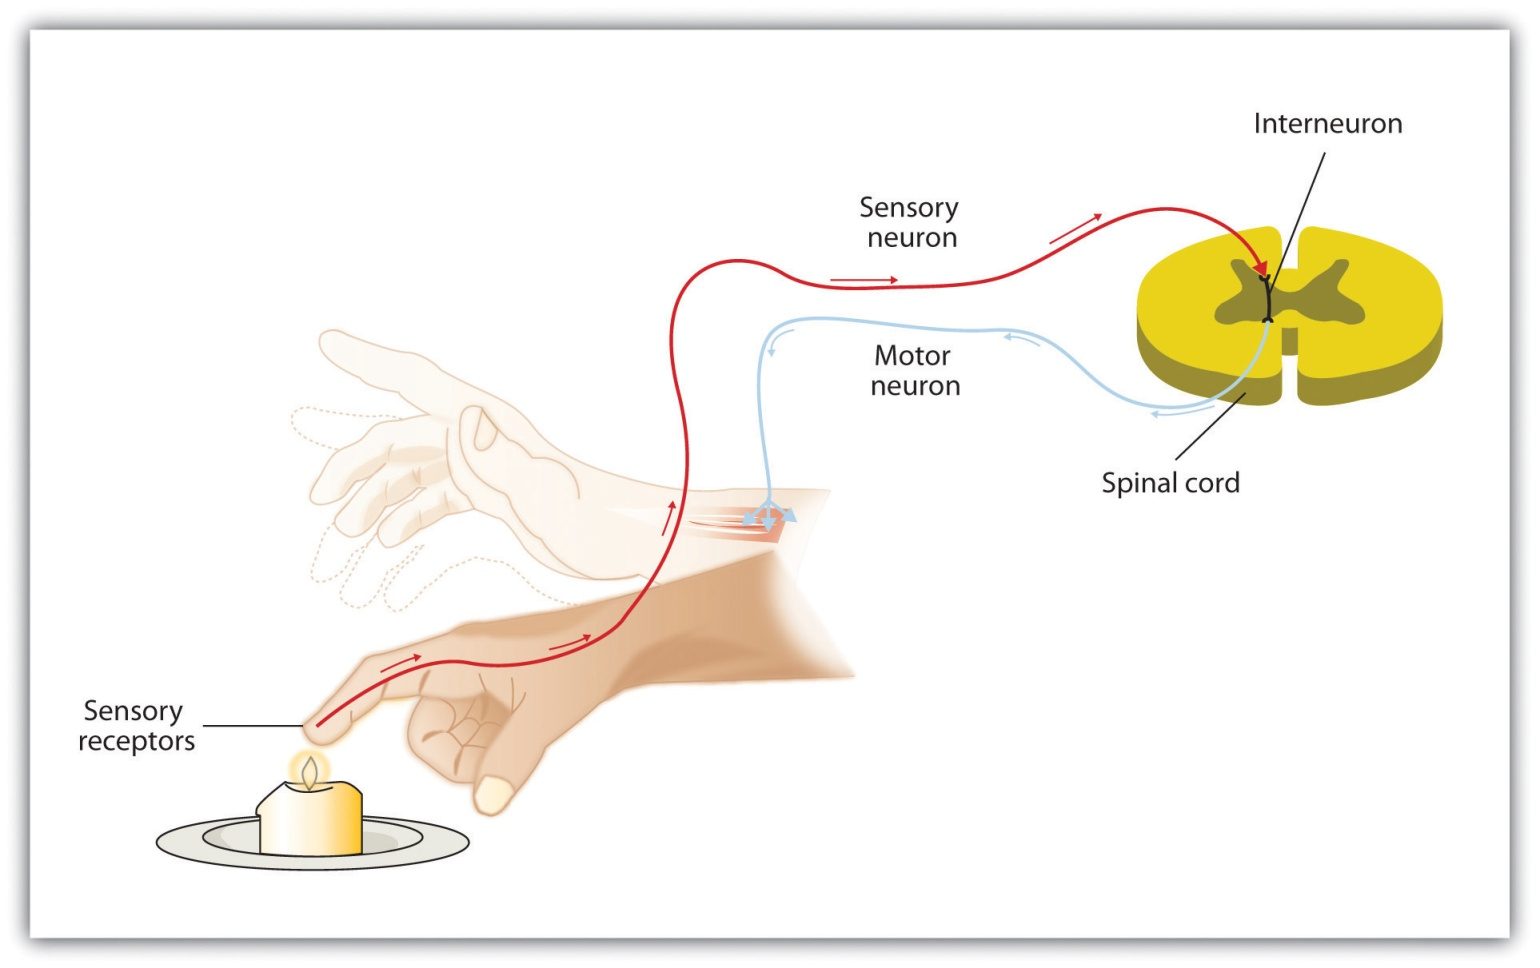 Interneuron
Sensory
neuron
Motor
neuron
Spinal cord
Sensory
receptors